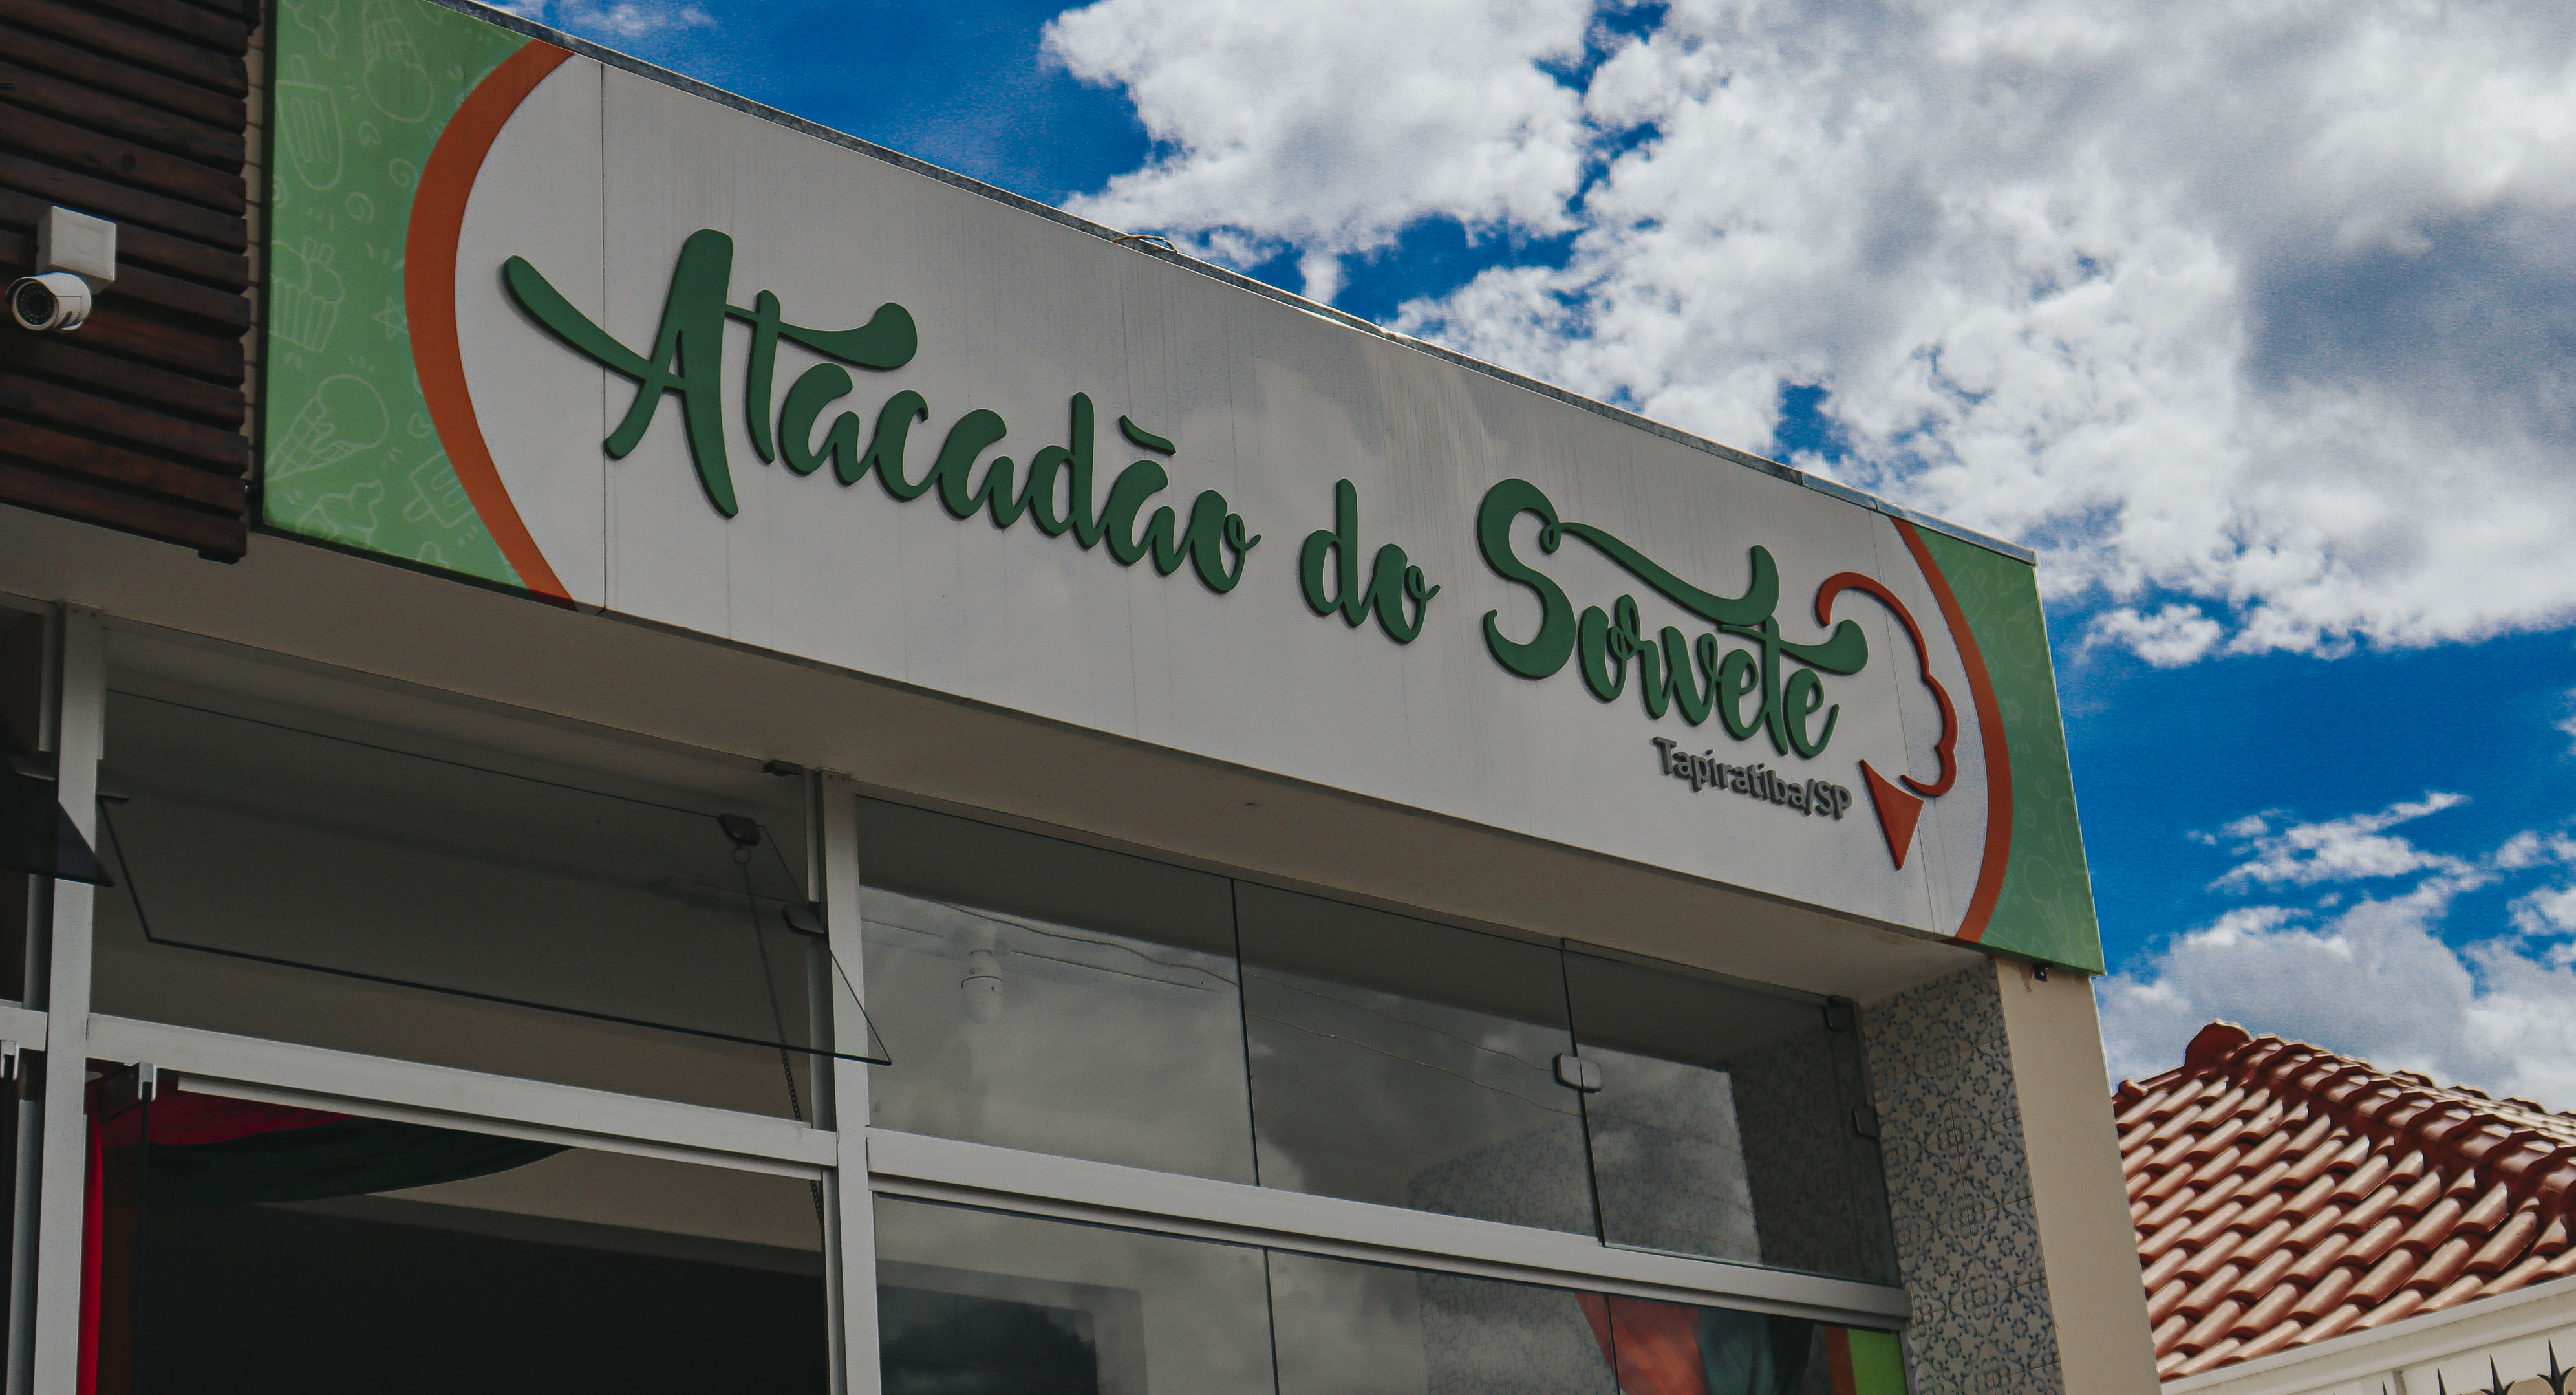 Atacadão do Sorvete
Tapiratiba/SP